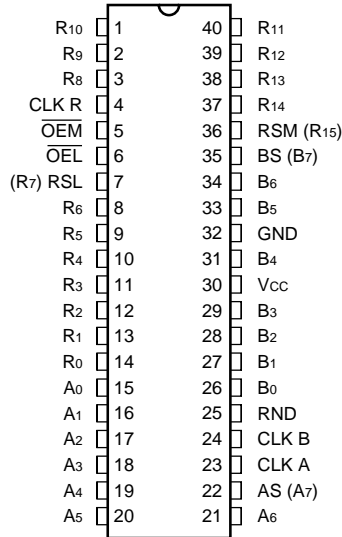 R10 1 40 R11
R9 2 39 R12
R8 3 38 R13
CLK R 4 37 R14
O̅E̅M̅ 5 36 RSM (R15)
O̅E̅L̅ 6 35 BS (B7)
(R7) RSL 7 34 B6
R6 8 33 B5
R5 9 32 GND
R4 10 31 B4
R3 11 30 VCC
R2 12 29 B3
R1 13 28 B2
R0 14 27 B1
A0 15 26 B0
A1 16 25 RND
A2 17 24 CLK B
A3 18 23 CLK A
A4 19 22 AS (A7)
A5 20 21 A6